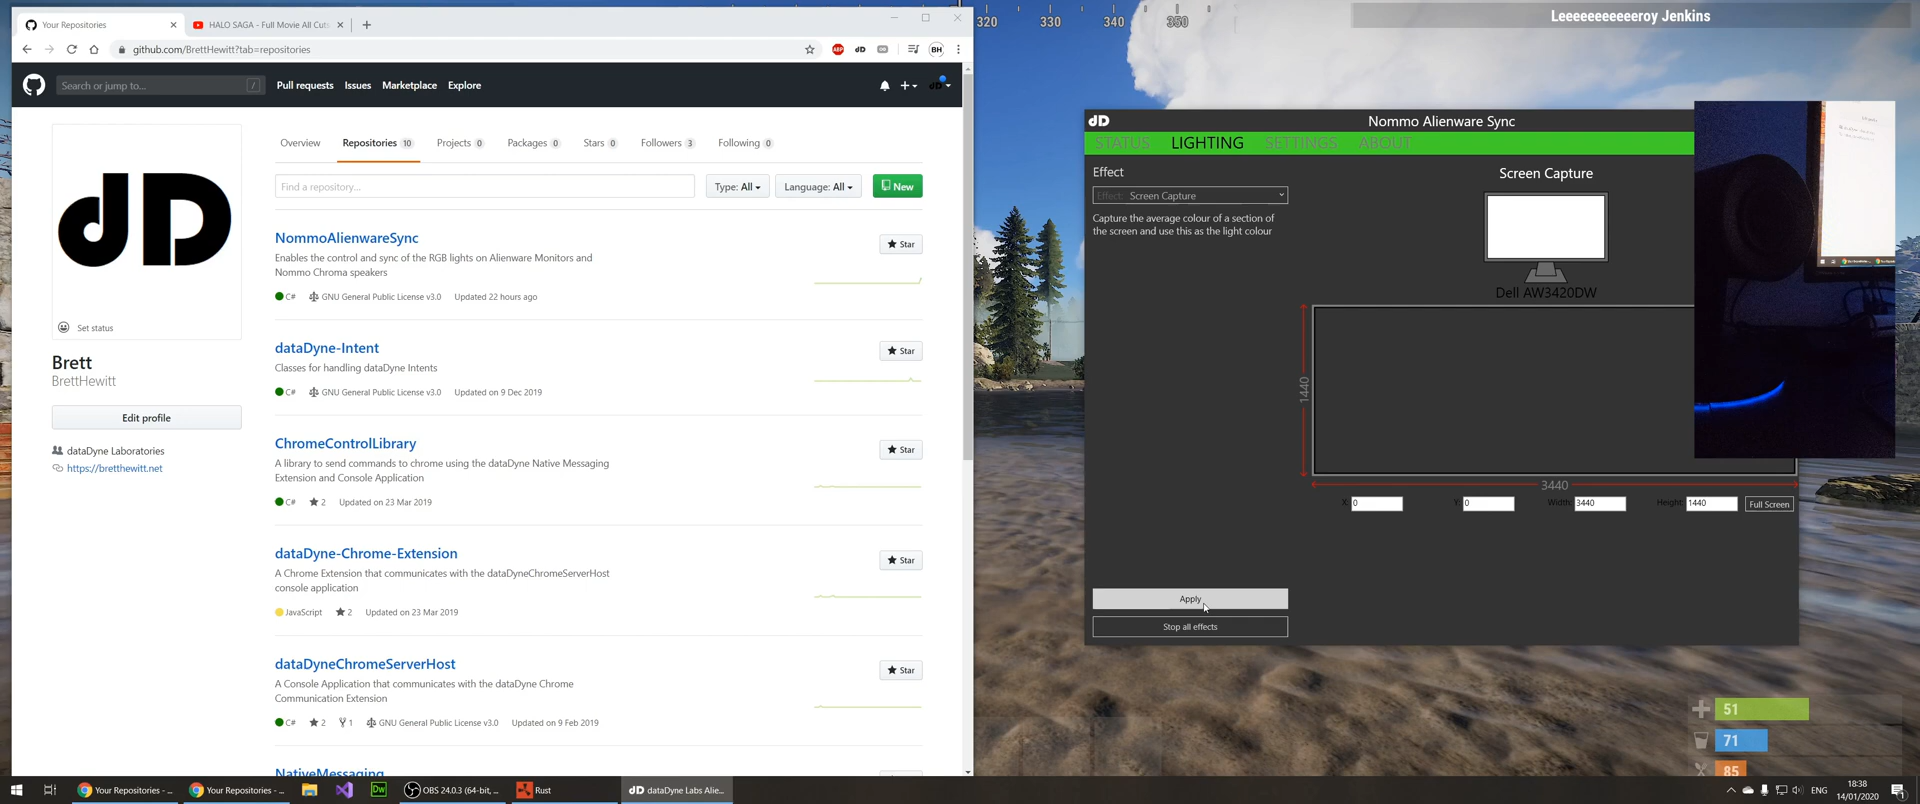 Your Repositories
HALO SAGA - Full Movie All Cuts
github.com/BrettHewitt?tab=repositories
ABP
dD
BH
Search or jump to...
/
Pull requests
Issues
Marketplace
Explore
dD
Overview
Repositories 10
Projects 0
Packages 0
Stars 0
Followers 3
Following 0
Find a repository...
Type: All
Language: All
New
dD
Set status
Brett
BrettHewitt
Edit profile
dataDyne Laboratories
https://bretthewitt.net
NommoAlienwareSync
Star
Enables the control and sync of the RGB lights on Alienware Monitors and
Nommo Chroma speakers
C# GNU General Public License v3.0 Updated 22 hours ago
dataDyne-Intent
Star
Classes for handling dataDyne Intents
C# GNU General Public License v3.0 Updated on 9 Dec 2019
ChromeControlLibrary
Star
A library to send commands to chrome using the dataDyne Native Messaging
Extension and Console Application
C# 2 Updated on 23 Mar 2019
dataDyne-Chrome-Extension
Star
A Chrome Extension that communicates with the dataDyneChromeServerHost
console application
JavaScript 2 Updated on 23 Mar 2019
dataDyneChromeServerHost
Star
A Console Application that communicates with the dataDyne Chrome
Communication Extension
C# 2 1 GNU General Public License v3.0 Updated on 9 Feb 2019
NativeMessaging
320 330 340 350
Leeeeeeeeeeroy Jenkins
dD
Nommo Alienware Sync
STATUS LIGHTING SETTINGS ABOUT
Effect
Effect: Screen Capture
Capture the average colour of a section of
the screen and use this as the light colour
Screen Capture
Dell AW3420DW
1440
3440
X: 0
Y: 0
Width: 3440
Height: 1440
Full Screen
Apply
Stop all effects
51
71
85
Your Repositories - ...
Your Repositories - ...
Dw
OBS 24.0.3 (64-bit, ...
Rust
dD dataDyne Labs Alie...
ENG
18:38
14/01/2020